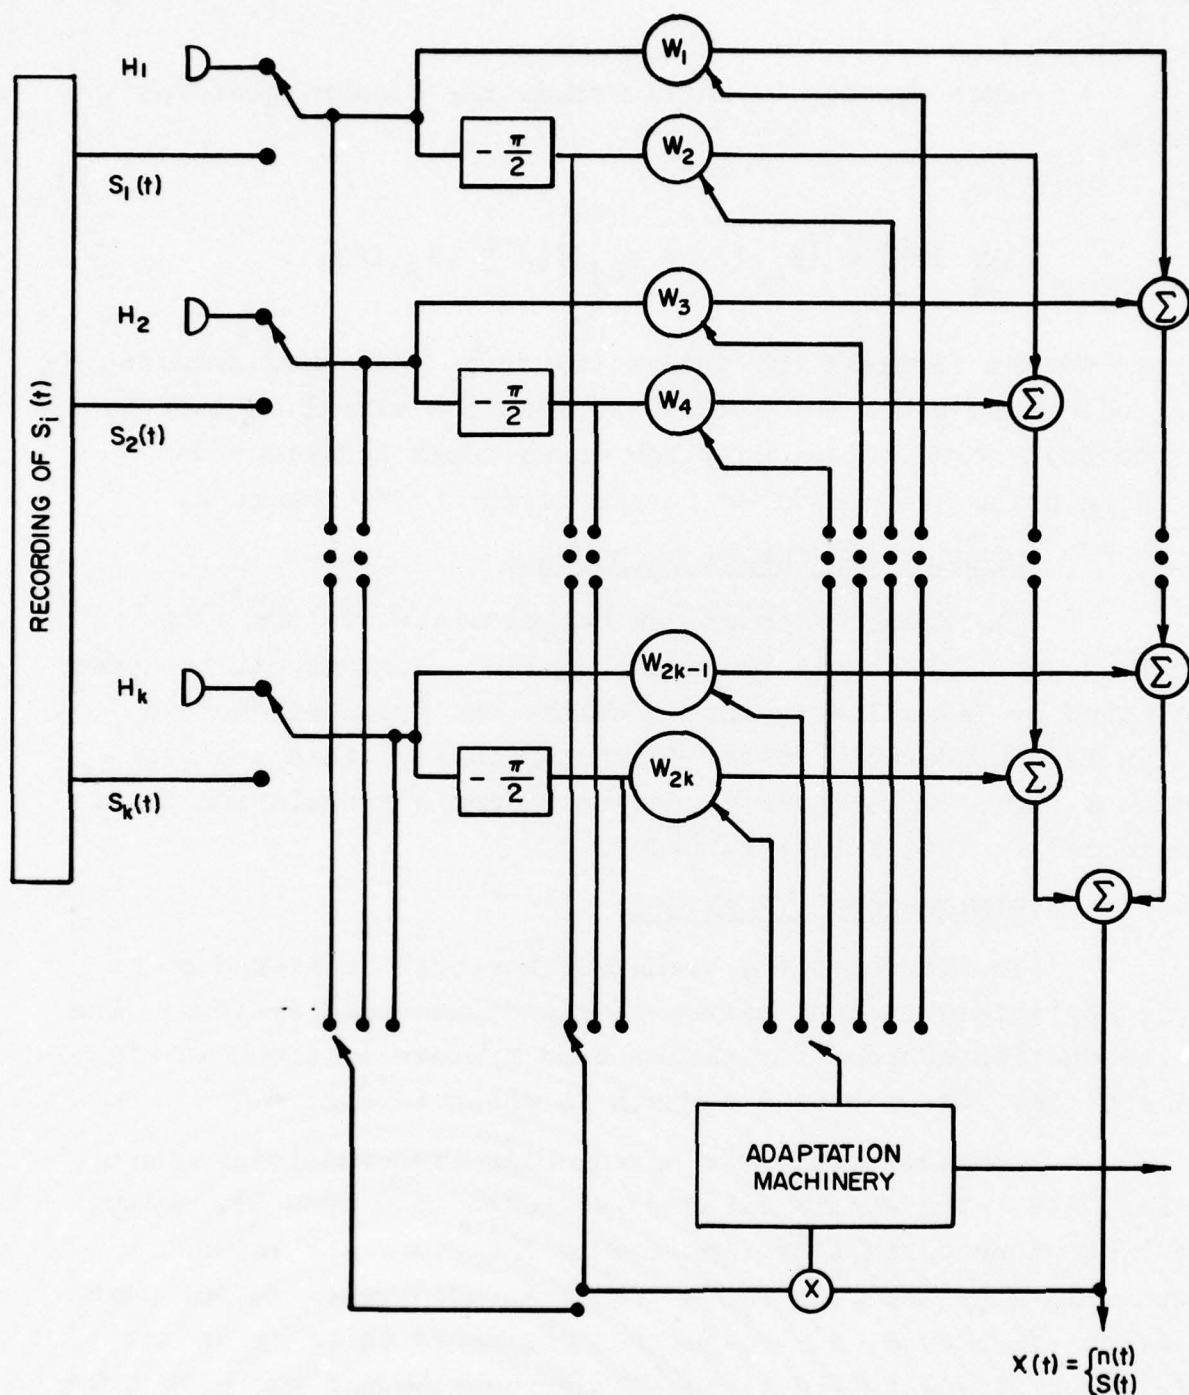 H1
W1
- π/2
W2
S1(t)
RECORDING OF Si(t)
H2
W3
Σ
- π/2
W4
Σ
S2(t)
Hk
W2k-1
Σ
- π/2
W2k
Σ
Sk(t)
Σ
ADAPTATION
MACHINERY
X
X(t) = {n(t)
S(t)